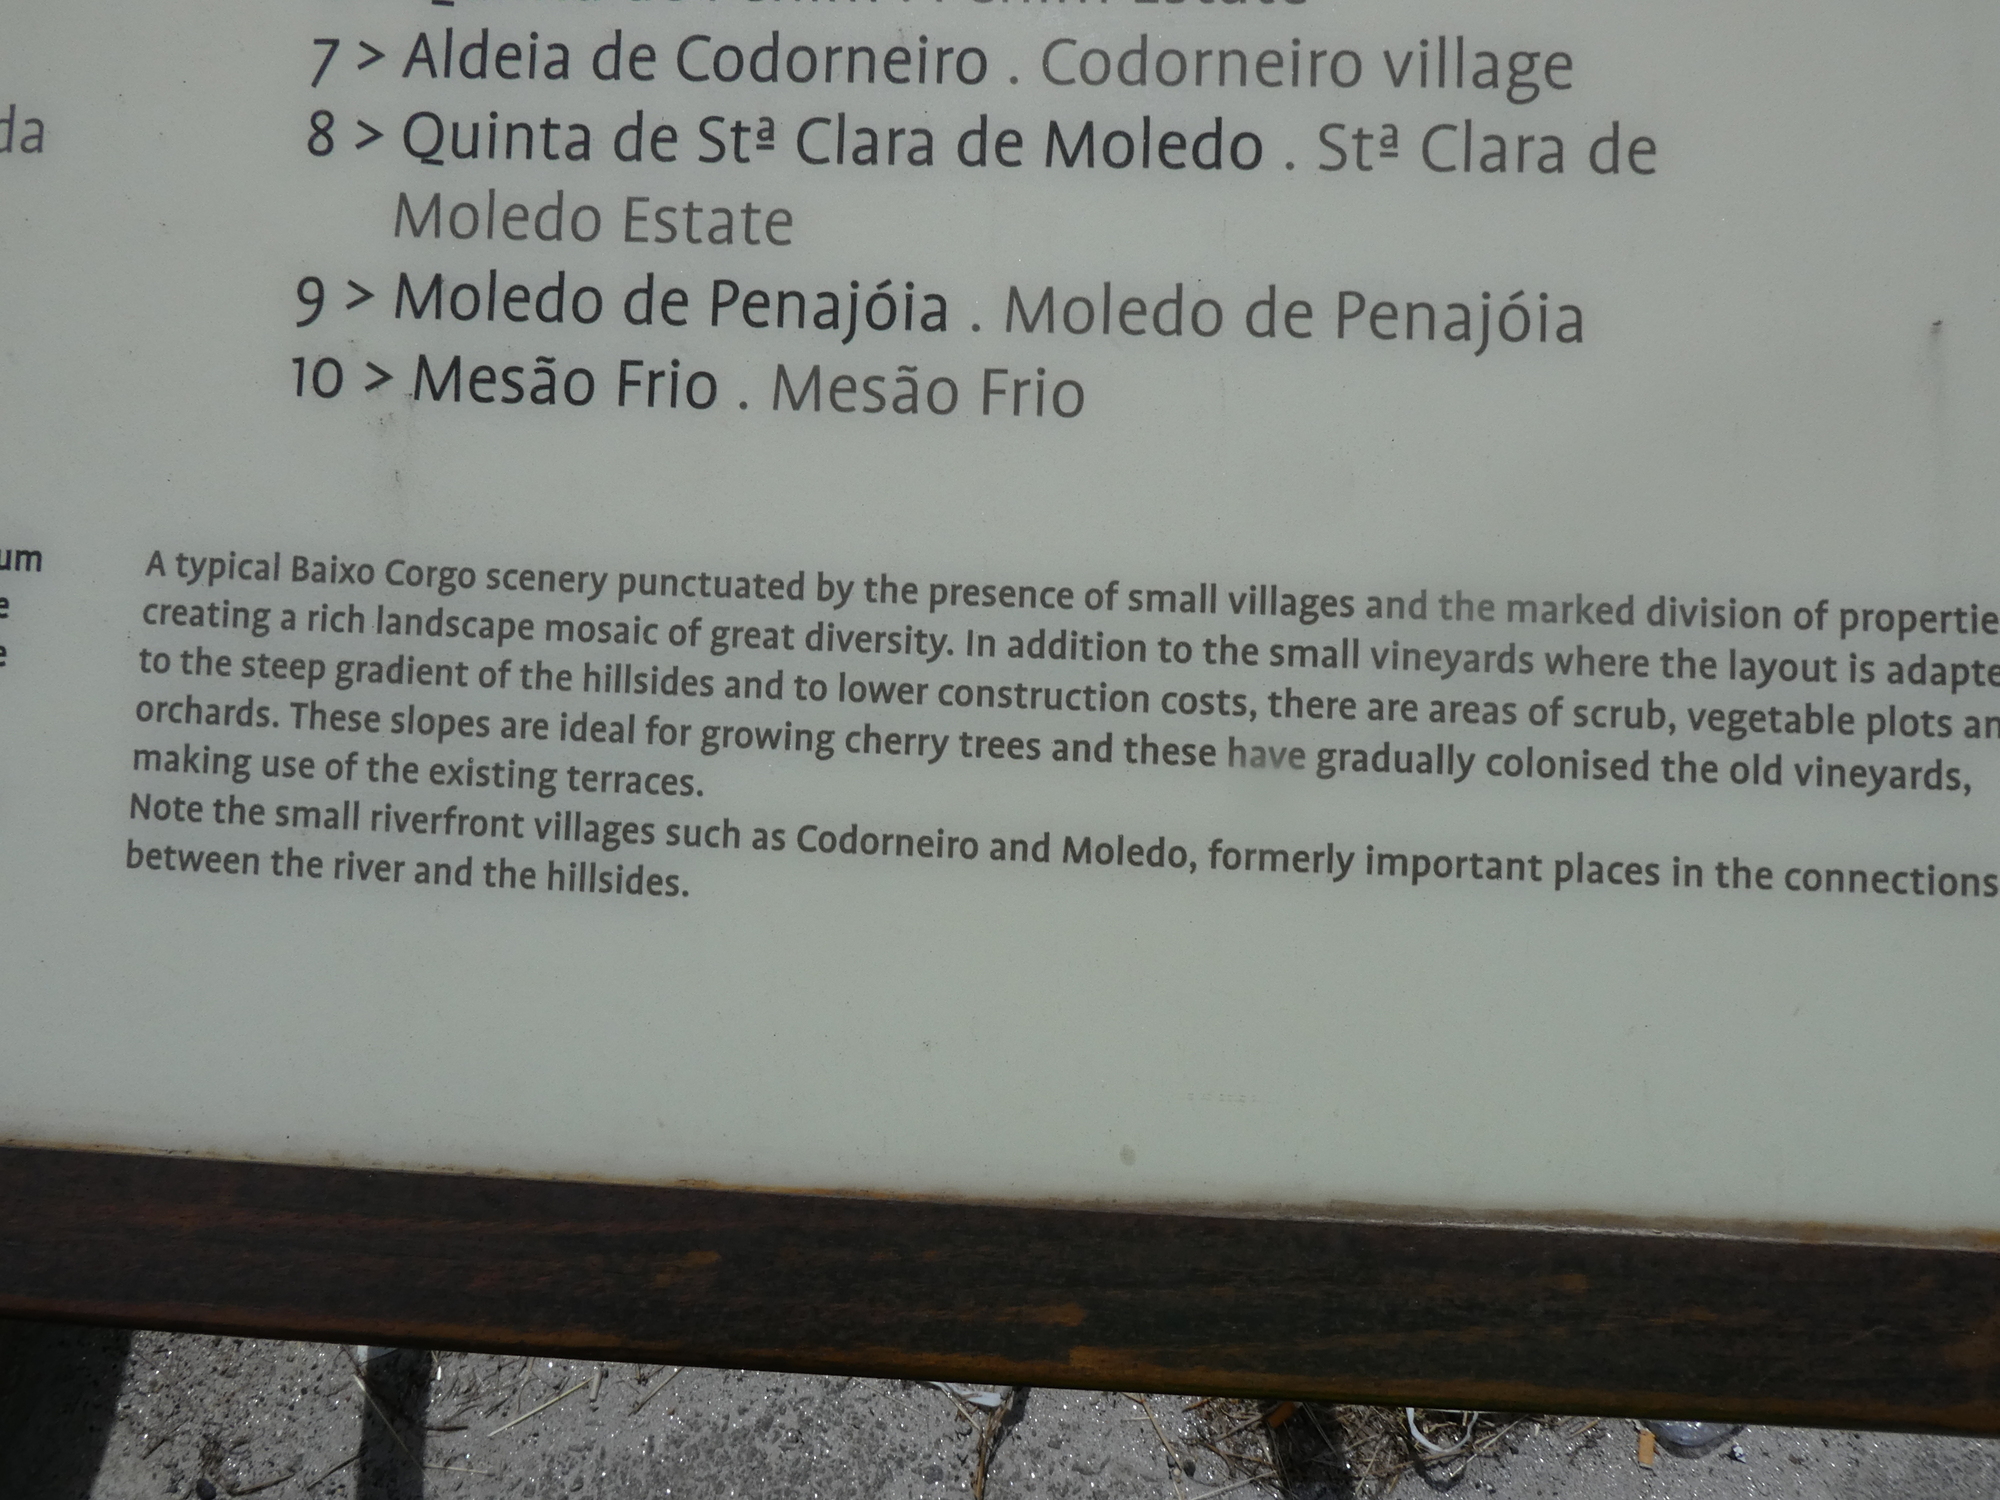 7 > Aldeia de Codorneiro . Codorneiro village
da
8 > Quinta de Stª Clara de Moledo . Stª Clara de
Moledo Estate
9 > Moledo de Penajóia . Moledo de Penajóia
10 > Mesão Frio . Mesão Frio
um
e
e
A typical Baixo Corgo scenery punctuated by the presence of small villages and the marked division of propertie
creating a rich landscape mosaic of great diversity. In addition to the small vineyards where the layout is adapte
to the steep gradient of the hillsides and to lower construction costs, there are areas of scrub, vegetable plots an
orchards. These slopes are ideal for growing cherry trees and these have gradually colonised the old vineyards,
making use of the existing terraces.
Note the small riverfront villages such as Codorneiro and Moledo, formerly important places in the connections
between the river and the hillsides.